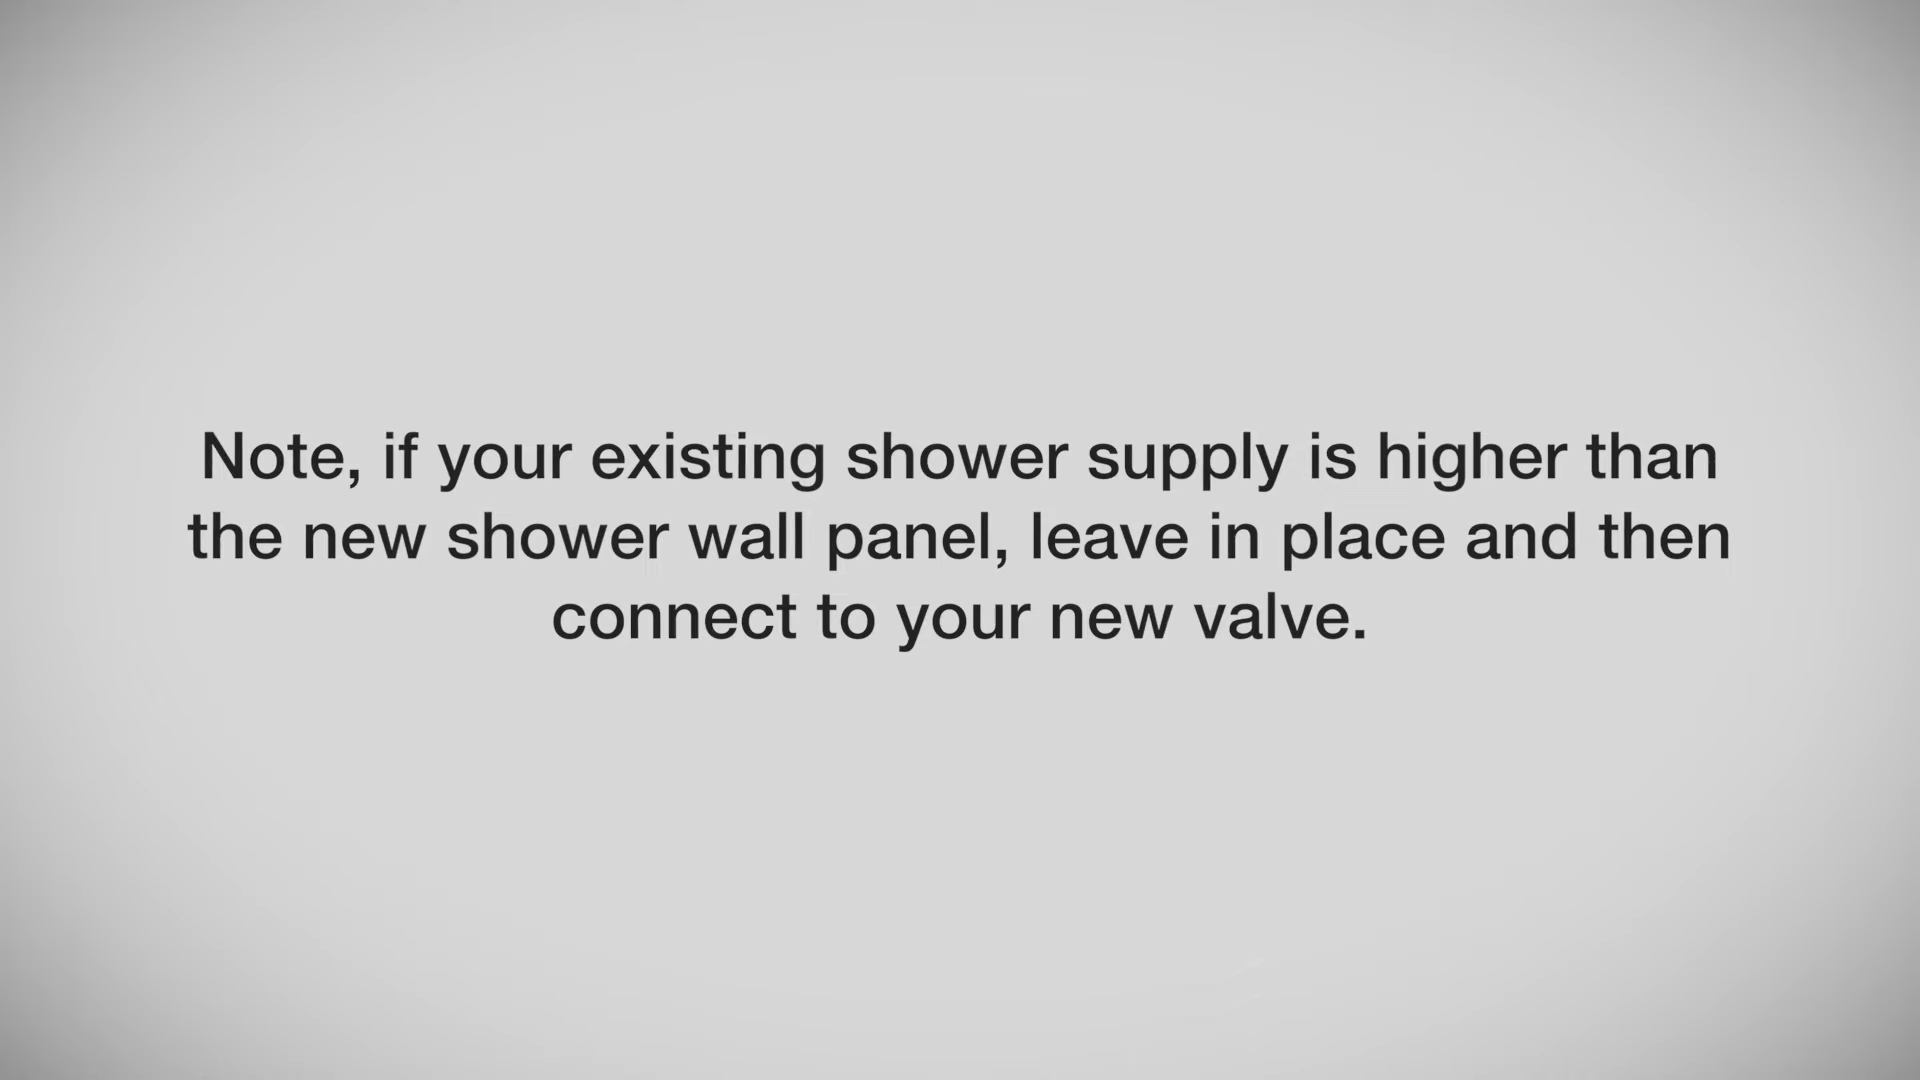 Note, if your existing shower supply is higher than
the new shower wall panel, leave in place and then
connect to your new valve.